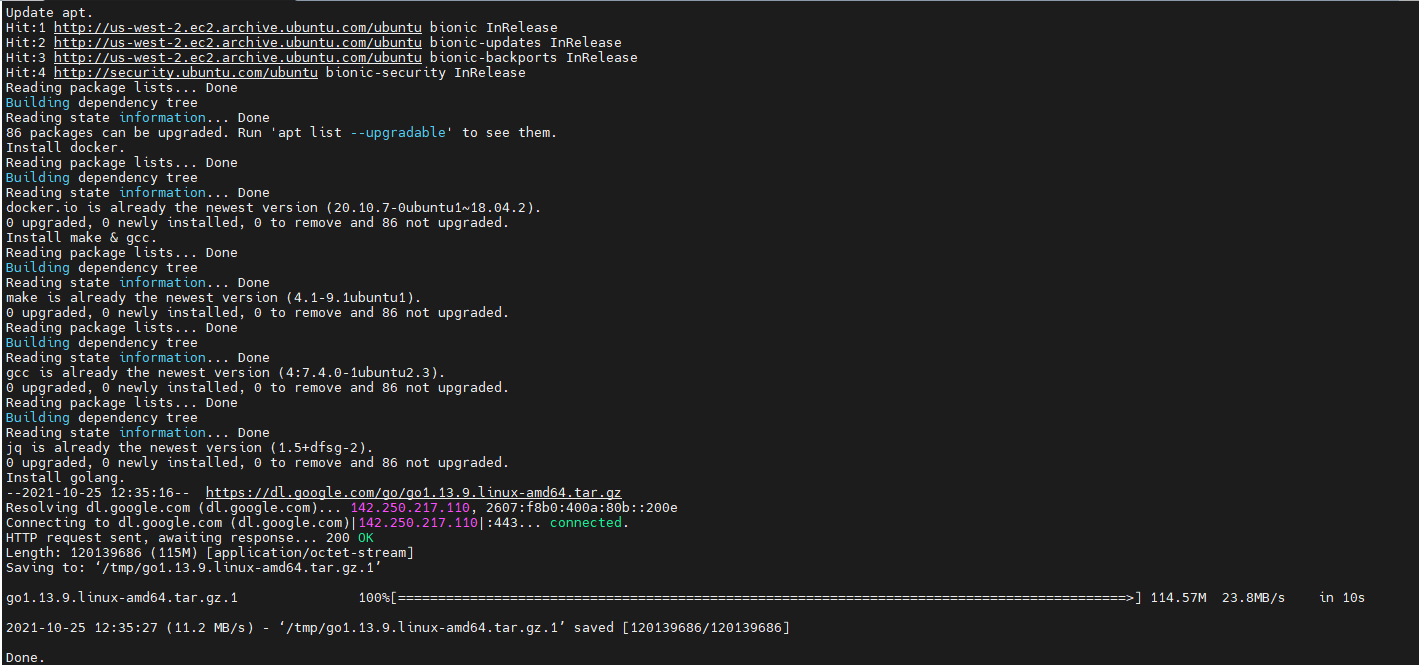 Update apt.
Hit:1 http://us-west-2.ec2.archive.ubuntu.com/ubuntu bionic InRelease
Hit:2 http://us-west-2.ec2.archive.ubuntu.com/ubuntu bionic-updates InRelease
Hit:3 http://us-west-2.ec2.archive.ubuntu.com/ubuntu bionic-backports InRelease
Hit:4 http://security.ubuntu.com/ubuntu bionic-security InRelease
Reading package lists... Done
Building dependency tree
Reading state information... Done
86 packages can be upgraded. Run 'apt list --upgradable' to see them.
Install docker.
Reading package lists... Done
Building dependency tree
Reading state information... Done
docker.io is already the newest version (20.10.7-0ubuntu1~18.04.2).
0 upgraded, 0 newly installed, 0 to remove and 86 not upgraded.
Install make & gcc.
Reading package lists... Done
Building dependency tree
Reading state information... Done
make is already the newest version (4.1-9.1ubuntu1).
0 upgraded, 0 newly installed, 0 to remove and 86 not upgraded.
Reading package lists... Done
Building dependency tree
Reading state information... Done
gcc is already the newest version (4:7.4.0-1ubuntu2.3).
0 upgraded, 0 newly installed, 0 to remove and 86 not upgraded.
Reading package lists... Done
Building dependency tree
Reading state information... Done
jq is already the newest version (1.5+dfsg-2).
0 upgraded, 0 newly installed, 0 to remove and 86 not upgraded.
Install golang.
--2021-10-25 12:35:16--  https://dl.google.com/go/go1.13.9.linux-amd64.tar.gz
Resolving dl.google.com (dl.google.com)... 142.250.217.110, 2607:f8b0:400a:80b::200e
Connecting to dl.google.com (dl.google.com)|142.250.217.110|:443... connected.
HTTP request sent, awaiting response... 200 OK
Length: 120139686 (115M) [application/octet-stream]
Saving to: ‘/tmp/go1.13.9.linux-amd64.tar.gz.1’
go1.13.9.linux-amd64.tar.gz.1 100%[===========================================================================================>] 114.57M 23.8MB/s in 10s
2021-10-25 12:35:27 (11.2 MB/s) - ‘/tmp/go1.13.9.linux-amd64.tar.gz.1’ saved [120139686/120139686]
Done.